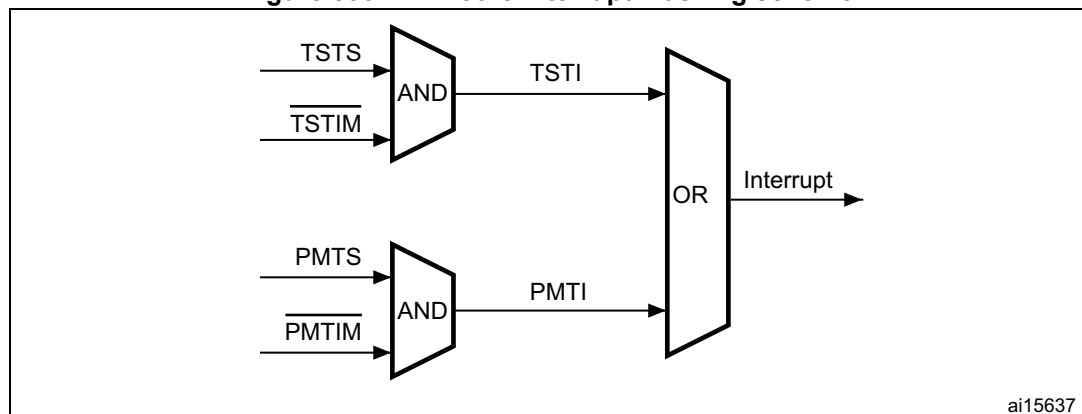 TSTS
TSTIM
AND
TSTI
OR
Interrupt
PMTS
PMTIM
AND
PMTI
ai15637